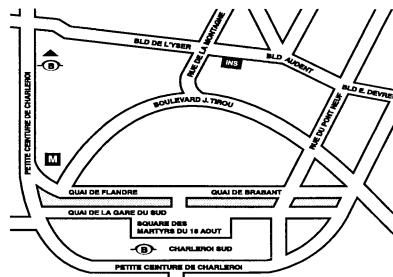 BLD DE L'YSER
RUE DE LA MONTAGNE
B
INS
BLD AUDENT
BLD E. DEVRE
PETITE CEINTURE DE CHARLEROI
BOULEVARD J. TIROU
RUE DU PONT NEUF
M
QUAI DE FLANDRE
QUAI DE BRABANT
QUAI DE LA GARE DU SUD
SQUARE DES
MARTYRS DU 18 AOUT
B
CHARLEROI SUD
PETITE CEINTURE DE CHARLEROI